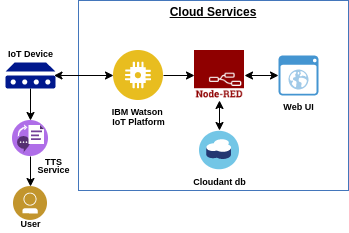 Cloud Services
IoT Device
IBM Watson
IoT Platform
Node-RED
Web UI
TTS
Service
Cloudant db
User